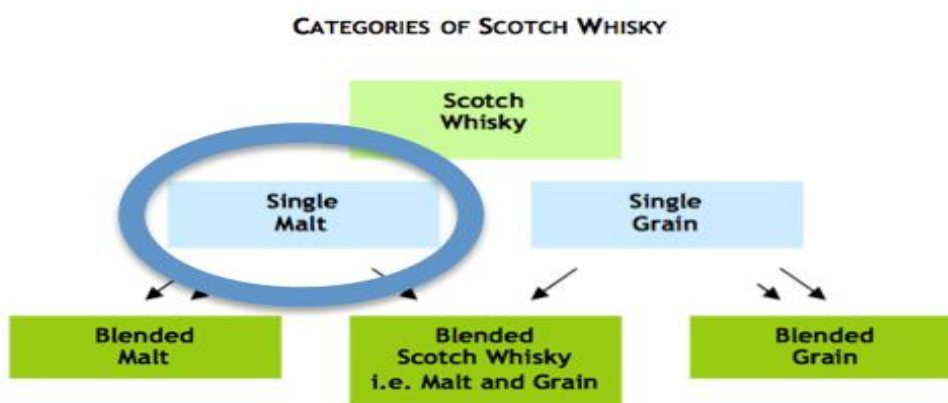 CATEGORIES OF SCOTCH WHISKY
Scotch
Whisky
Single
Malt
Single
Grain
Blended
Malt
Blended
Scotch Whisky
i.e. Malt and Grain
Blended
Grain